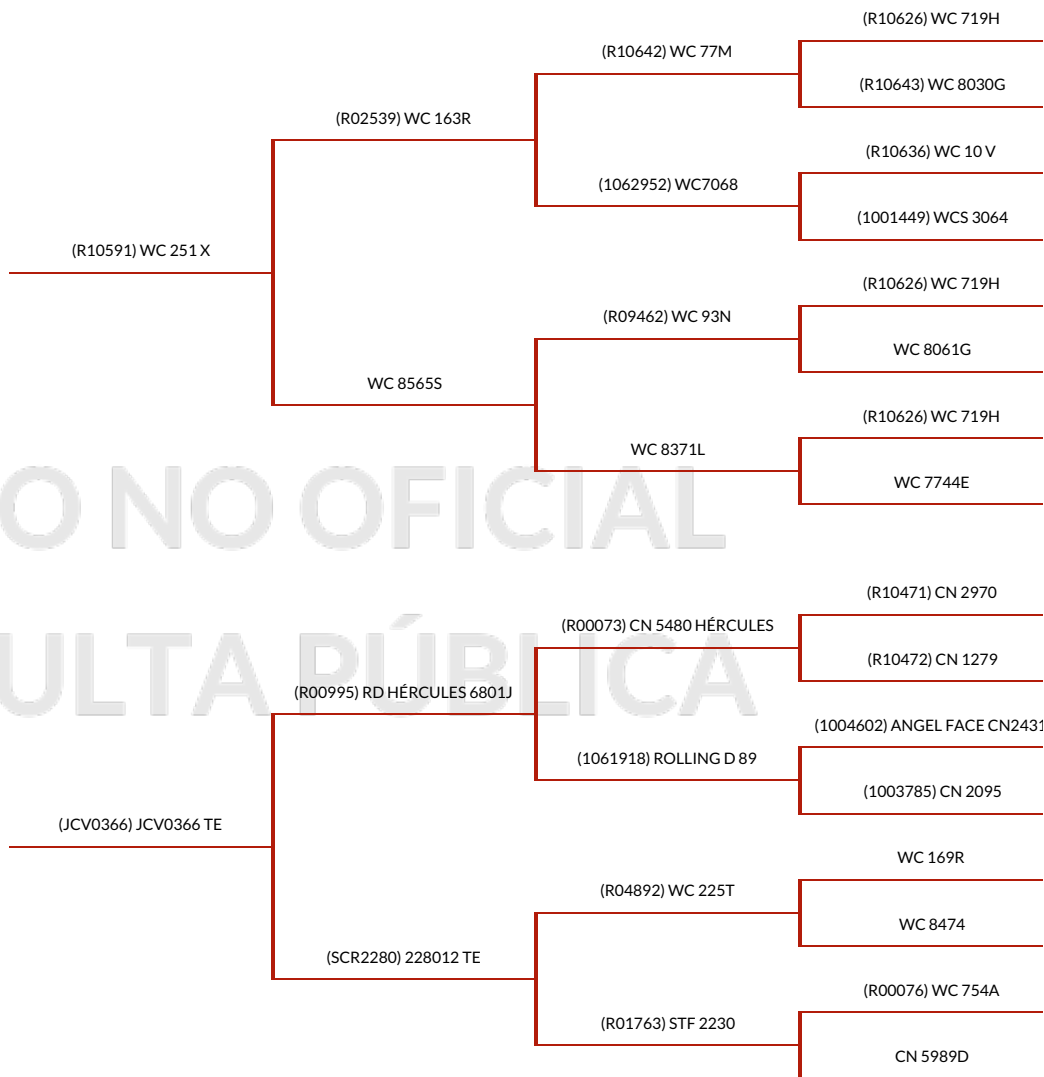 (R10626) WC 719H
(R10642) WC 77M
(R10643) WC 8030G
(R02539) WC 163R
(R10636) WC 10 V
(1062952) WC7068
(1001449) WCS 3064
(R10591) WC 251 X
(R10626) WC 719H
(R09462) WC 93N
WC 8061G
WC 8565S
(R10626) WC 719H
WC 8371L
WC 7744E
O NO OFICIAL
(R10471) CN 2970
(R00073) CN 5480 HÉRCULES
(R10472) CN 1279
ULTA PÚBLICA
(R00995) RD HÉRCULES 6801J
(1004602) ANGEL FACE CN2431
(1061918) ROLLING D 89
(1003785) CN 2095
(JCV0366) JCV0366 TE
WC 169R
(R04892) WC 225T
WC 8474
(SCR2280) 228012 TE
(R00076) WC 754A
(R01763) STF 2230
CN 5989D